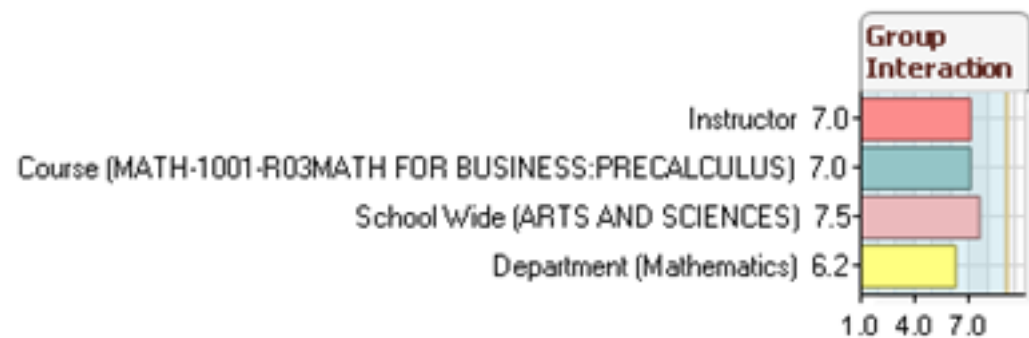 Group
Interaction
Instructor 7.0
Course (MATH-1001-R03MATH FOR BUSINESS:PRECALCULUS) 7.0
School Wide (ARTS AND SCIENCES) 7.5
Department (Mathematics) 6.2
1.0 4.0 7.0